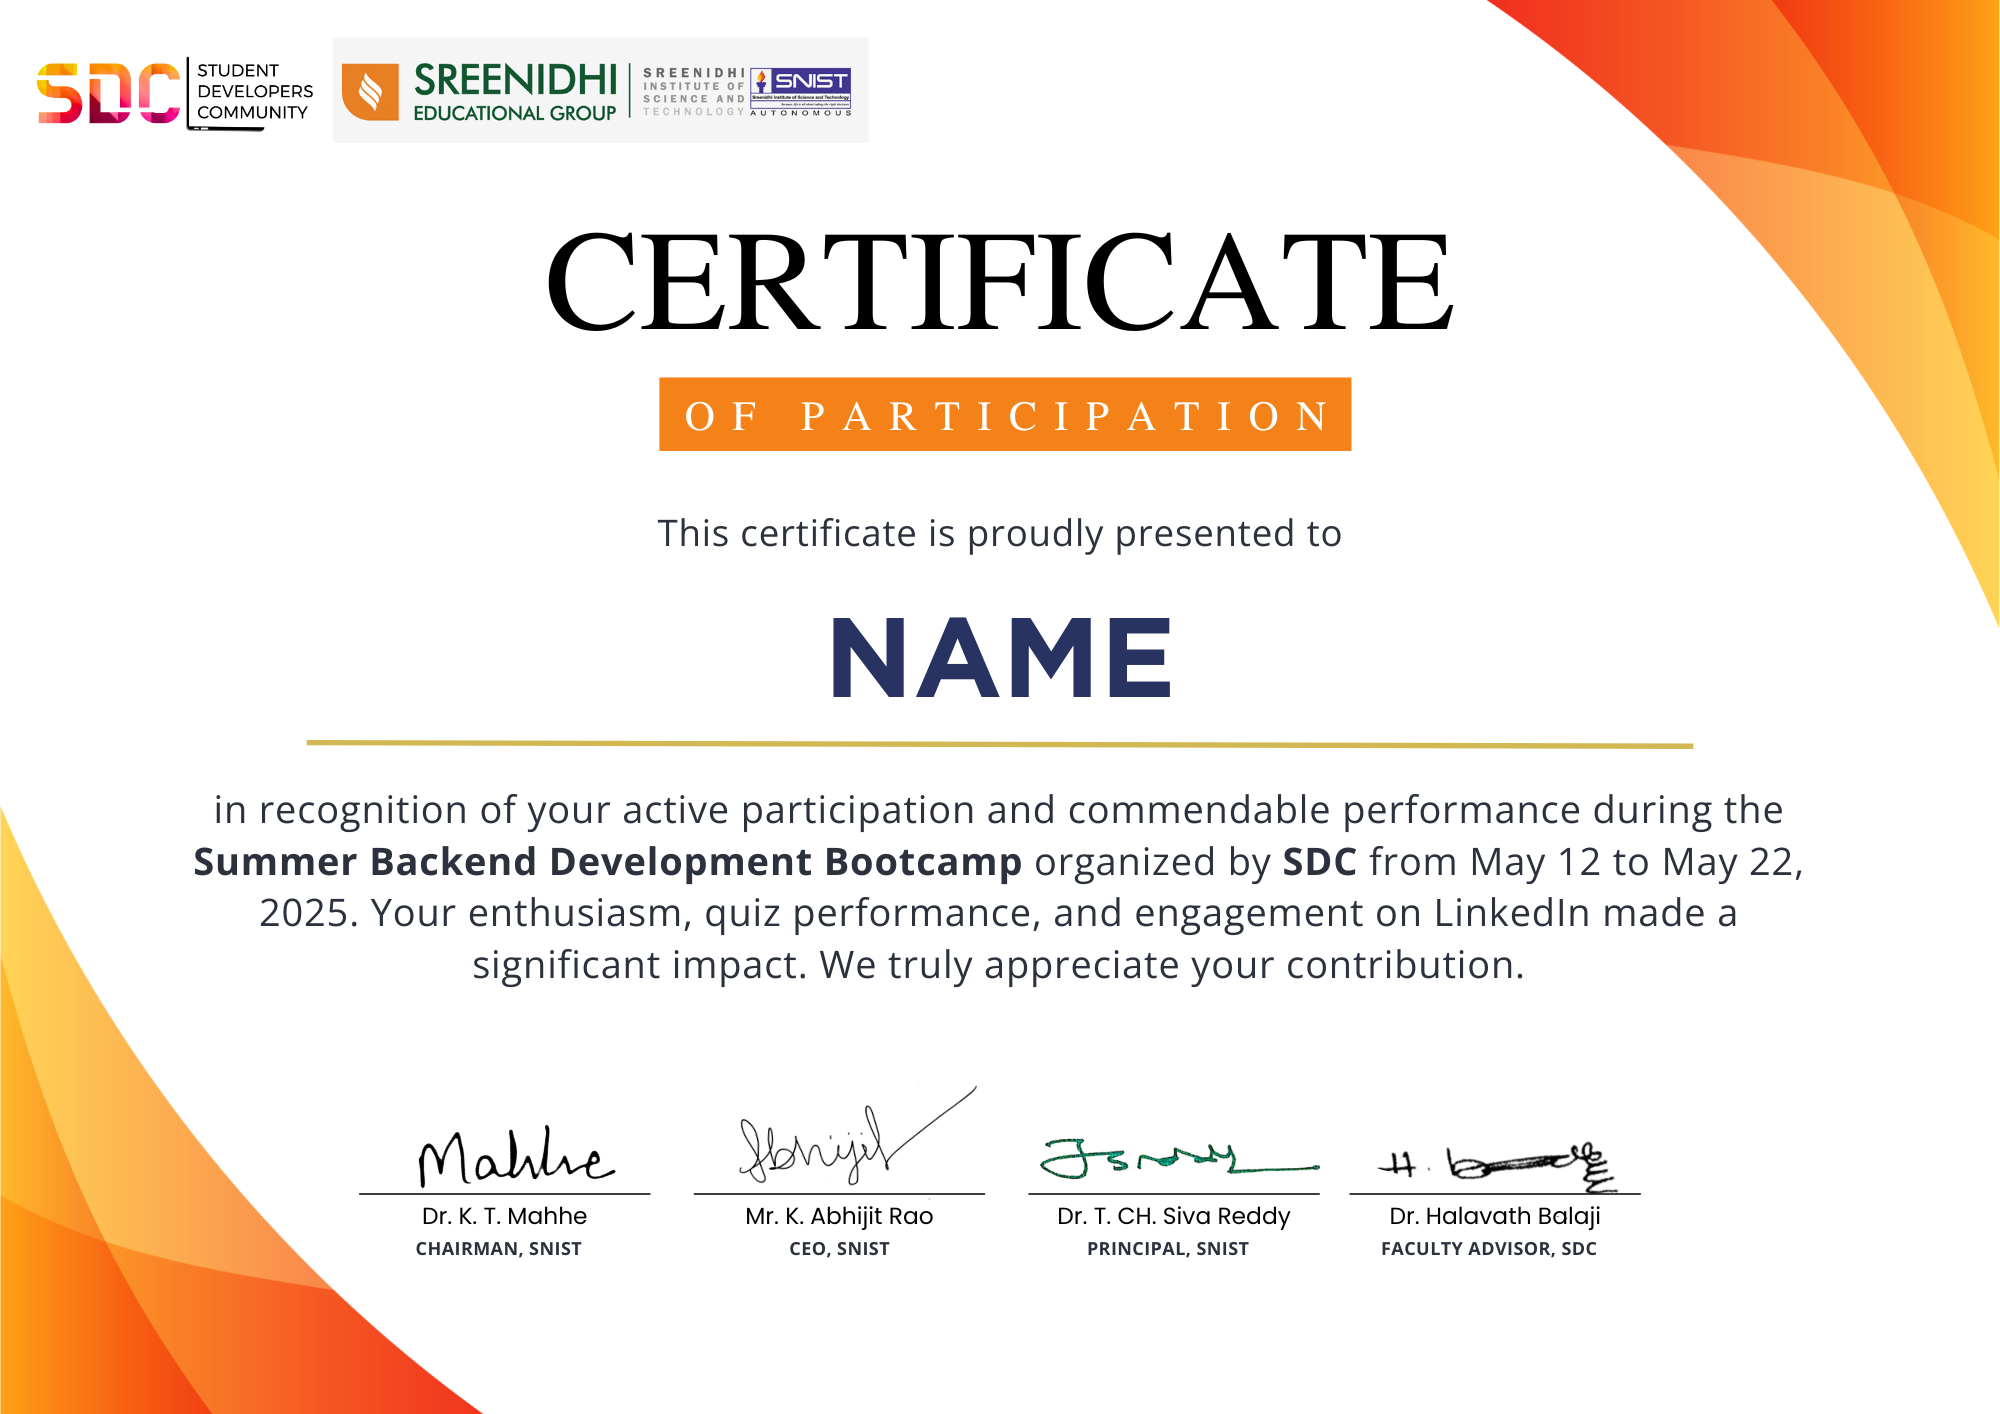 SDC
STUDENT
DEVELOPERS
COMMUNITY
SREENIDHI
EDUCATIONAL GROUP
SREENIDHI
INSTITUTE OF
SCIENCE AND
TECHNOLOGY
SNIST
Sreenidhi Institute of Science and Technology
AUTONOMOUS
CERTIFICATE
OF PARTICIPATION
This certificate is proudly presented to
NAME
in recognition of your active participation and commendable performance during the
Summer Backend Development Bootcamp organized by SDC from May 12 to May 22,
2025. Your enthusiasm, quiz performance, and engagement on LinkedIn made a
significant impact. We truly appreciate your contribution.
Mahhe
Abhijit
Dr. K. T. Mahhe
CHAIRMAN, SNIST
Mr. K. Abhijit Rao
CEO, SNIST
Dr. T. CH. Siva Reddy
PRINCIPAL, SNIST
Dr. Halavath Balaji
FACULTY ADVISOR, SDC